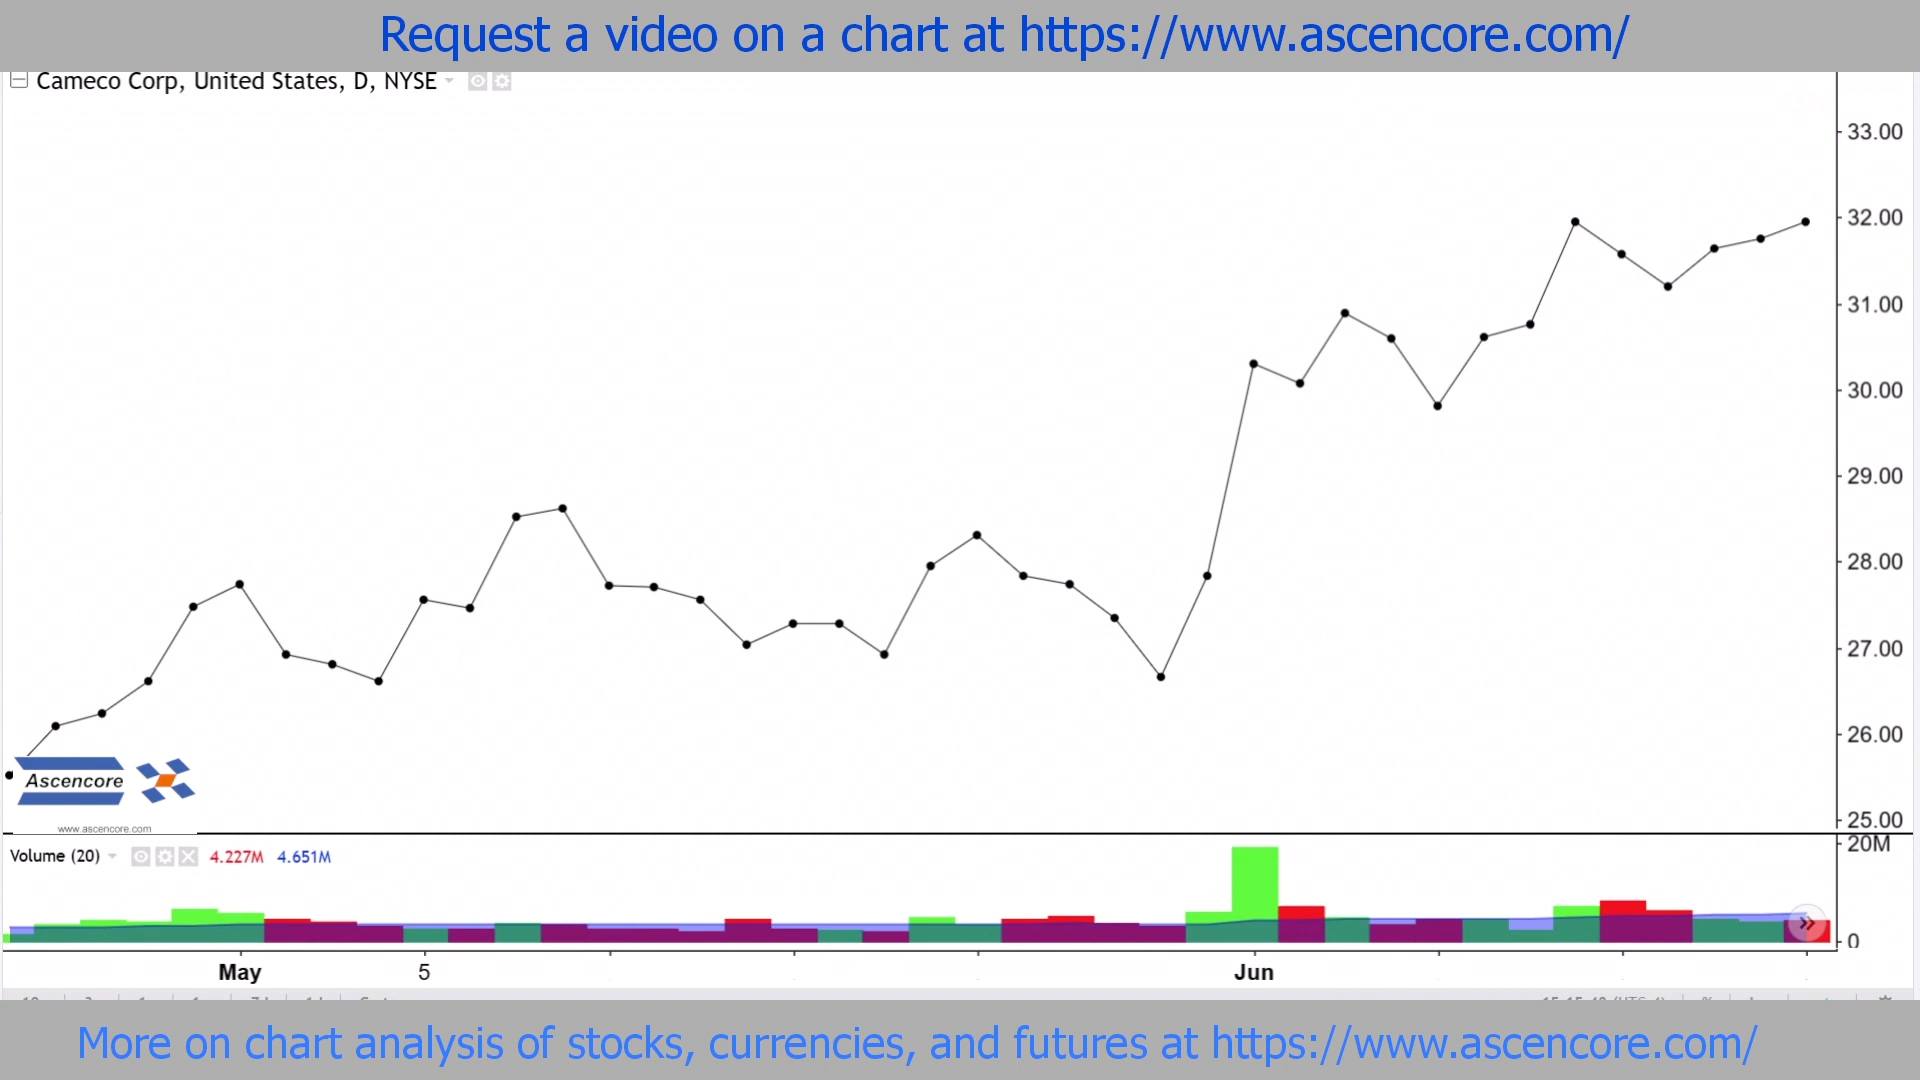 Request a video on a chart at https://www.ascencore.com/
Cameco Corp, United States, D, NYSE
33.00
32.00
31.00
30.00
29.00
28.00
27.00
26.00
25.00
Ascencore
www.ascencore.com
Volume (20) 4.227M 4.651M
20M
0
May 5 Jun
More on chart analysis of stocks, currencies, and futures at https://www.ascencore.com/